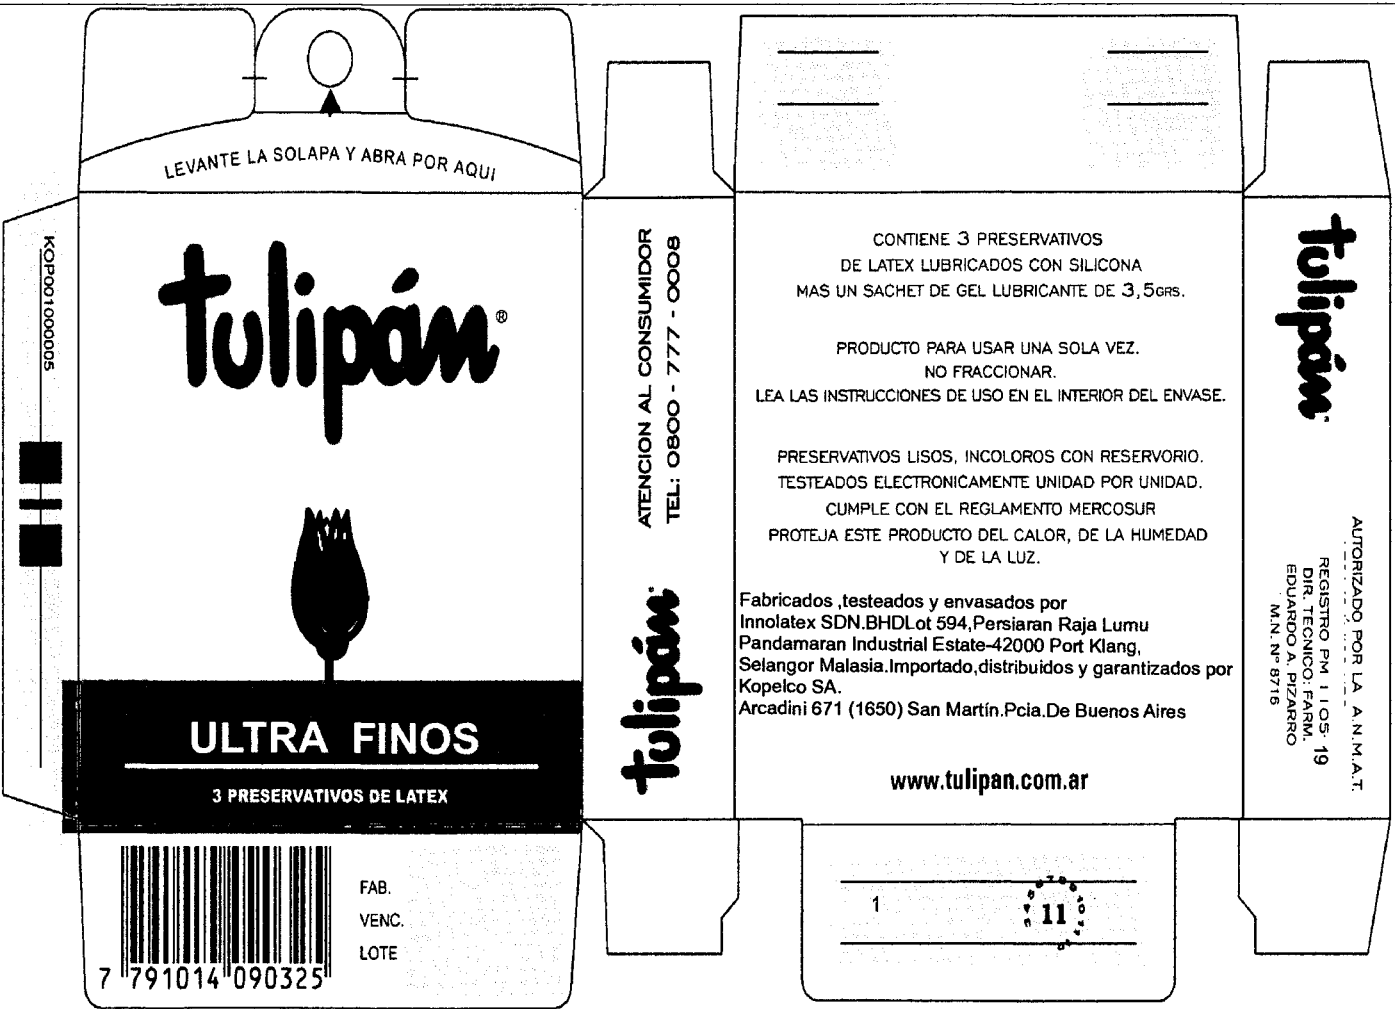 LEVANTE LA SOLAPA Y ABRA POR AQUI
KOP001000005
tulipán®
ULTRA FINOS
3 PRESERVATIVOS DE LATEX
7 791014 090325
FAB.
VENC.
LOTE
ATENCION AL CONSUMIDOR
TEL: 0800 - 777 - 0008
tulipán
CONTIENE 3 PRESERVATIVOS
DE LATEX LUBRICADOS CON SILICONA
MAS UN SACHET DE GEL LUBRICANTE DE 3,5GRS.
PRODUCTO PARA USAR UNA SOLA VEZ.
NO FRACCIONAR.
LEA LAS INSTRUCCIONES DE USO EN EL INTERIOR DEL ENVASE.
PRESERVATIVOS LISOS, INCOLOROS CON RESERVORIO.
TESTEADOS ELECTRONICAMENTE UNIDAD POR UNIDAD.
CUMPLE CON EL REGLAMENTO MERCOSUR
PROTEJA ESTE PRODUCTO DEL CALOR, DE LA HUMEDAD
Y DE LA LUZ.
Fabricados ,testeados y envasados por
Innolatex SDN.BHDLot 594,Persiaran Raja Lumu
Pandamaran Industrial Estate-42000 Port Klang,
Selangor Malasia.Importado,distribuidos y garantizados por
Kopelco SA.
Arcadini 671 (1650) San Martín.Pcia.De Buenos Aires
www.tulipan.com.ar
1
11
tulipán
AUTORIZADO POR LA A.N.M.A.T.
REGISTRO PM 1105- 19
DIR. TECNICO: FARM.
EDUARDO A. PIZARRO
M.N. Nº 8716